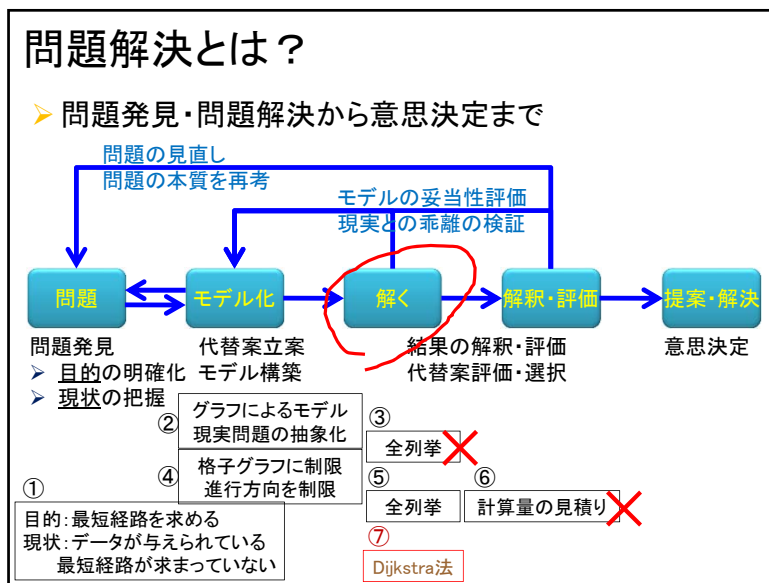 問題解決とは？
➢ 問題発見・問題解決から意思決定まで
問題の見直し
問題の本質を再考
モデルの妥当性評価
現実との乖離の検証
問題
モデル化
解く
解釈・評価
提案・解決
問題発見
➢ 目的の明確化
➢ 現状の把握
代替案立案
モデル構築
結果の解釈・評価
代替案評価・選択
意思決定
①
目的：最短経路を求める
現状：データが与えられている
最短経路が求まっていない
②
グラフによるモデル
現実問題の抽象化
③
全列挙
④
格子グラフに制限
進行方向を制限
⑤
全列挙
⑥
計算量の見積り
⑦
Dijkstra法